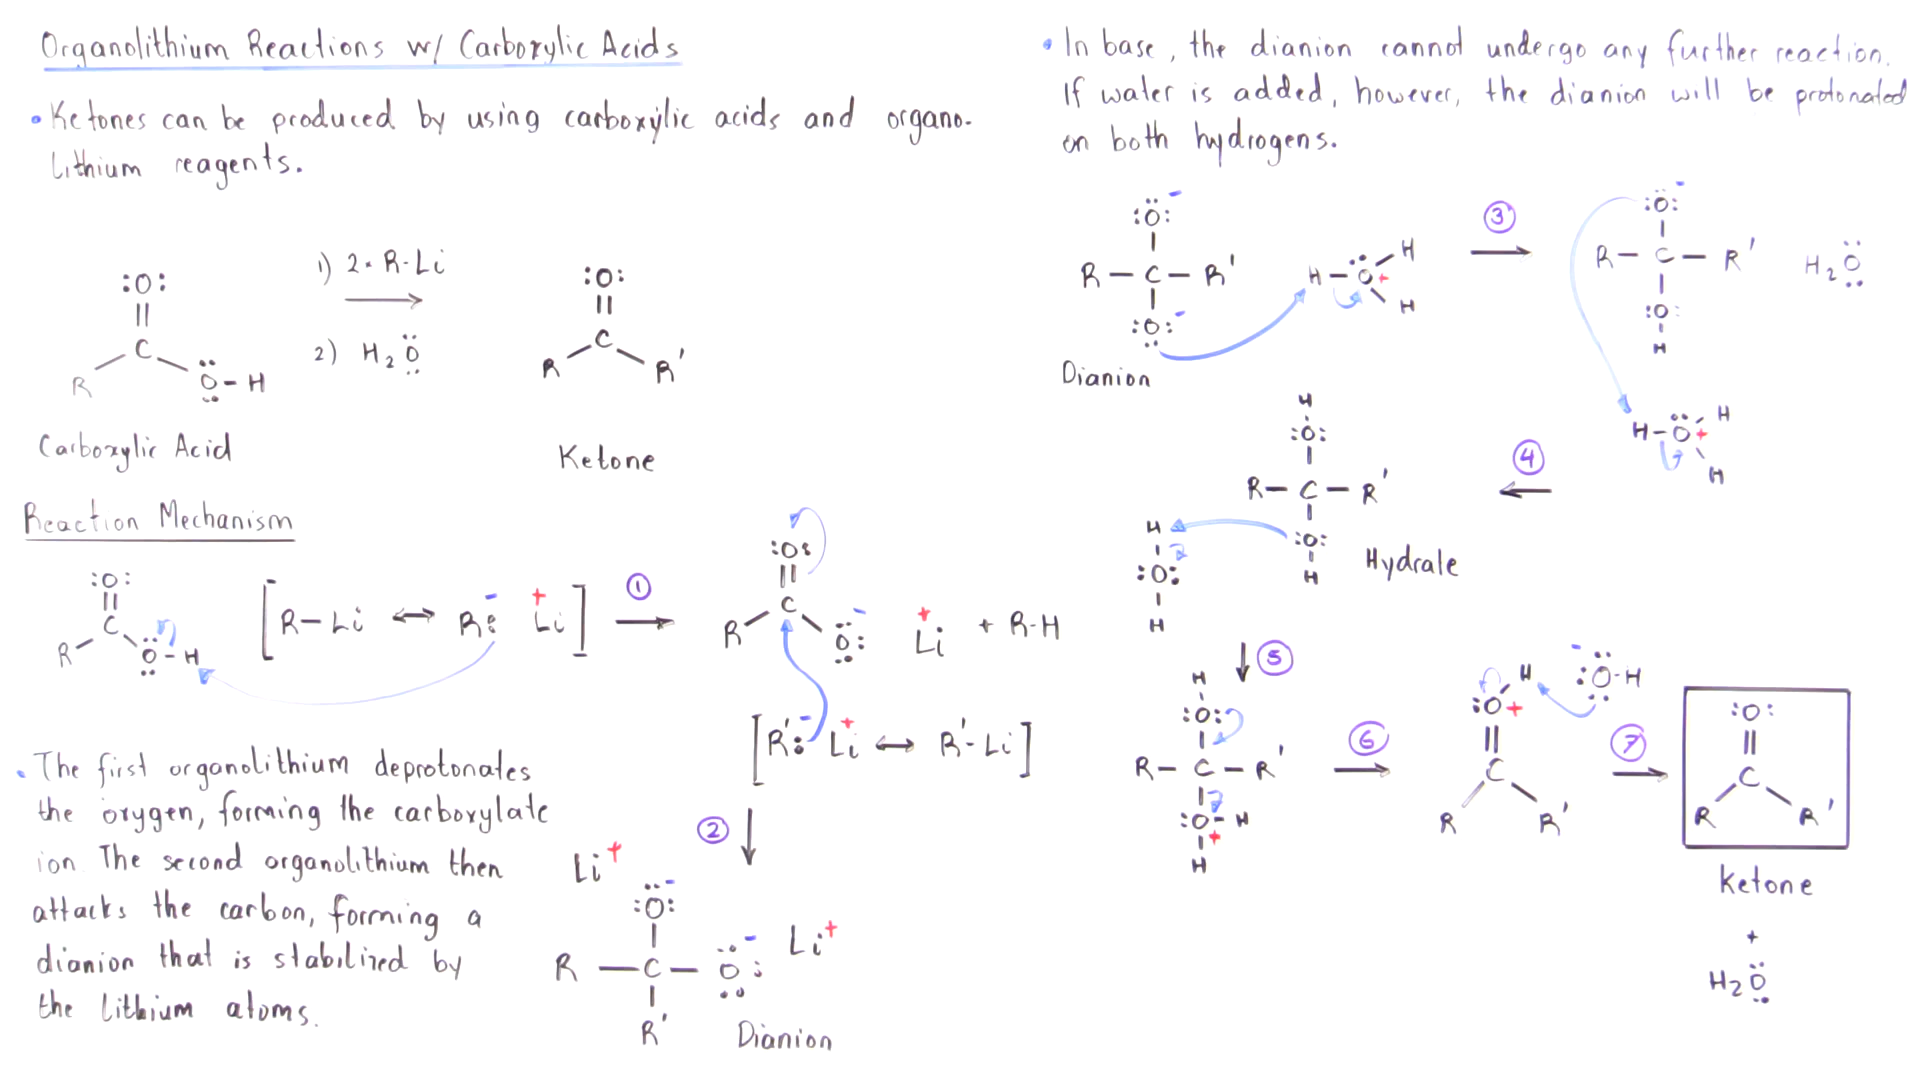 Organolithium Reactions w/ Carboxylic Acids
• Ketones can be produced by using carboxylic acids and organo-
lithium reagents.
:O:
C
R
O-H
Carboxylic Acid
1) 2 · R-Li
2) H2O
:O:
C
R
R'
Ketone
Reaction Mechanism
:O:
C
R
O-H
[R-Li ↔ R:- +Li]
1
:O:
C
R
O:-
+Li
+ R-H
[R':- Li+ ↔ R'-Li]
2
• The first organolithium deprotonates
the oxygen, forming the carboxylate
ion. The second organolithium then
attacks the carbon, forming a
dianion that is stabilized by
the lithium atoms.
Li+
:O:-
R-C-O:-
R'
Li+
Dianion
• In base, the dianion cannot undergo any further reaction.
If water is added, however, the dianion will be protonated
on both hydrogens.
:O:-
R-C-R'
:O:-
Dianion
H-O+
H
H
3
:O:-
R-C-R'
:O:
H
H2O
H-O+
H
H
4
H
:O:
R-C-R'
:O:
H
Hydrate
H
:O:
H
5
H
:O:
R-C-R'
:O-H
+
H
6
H
:O+
C
R
R'
-:O-H
7
:O:
C
R
R'
Ketone
+
H2O